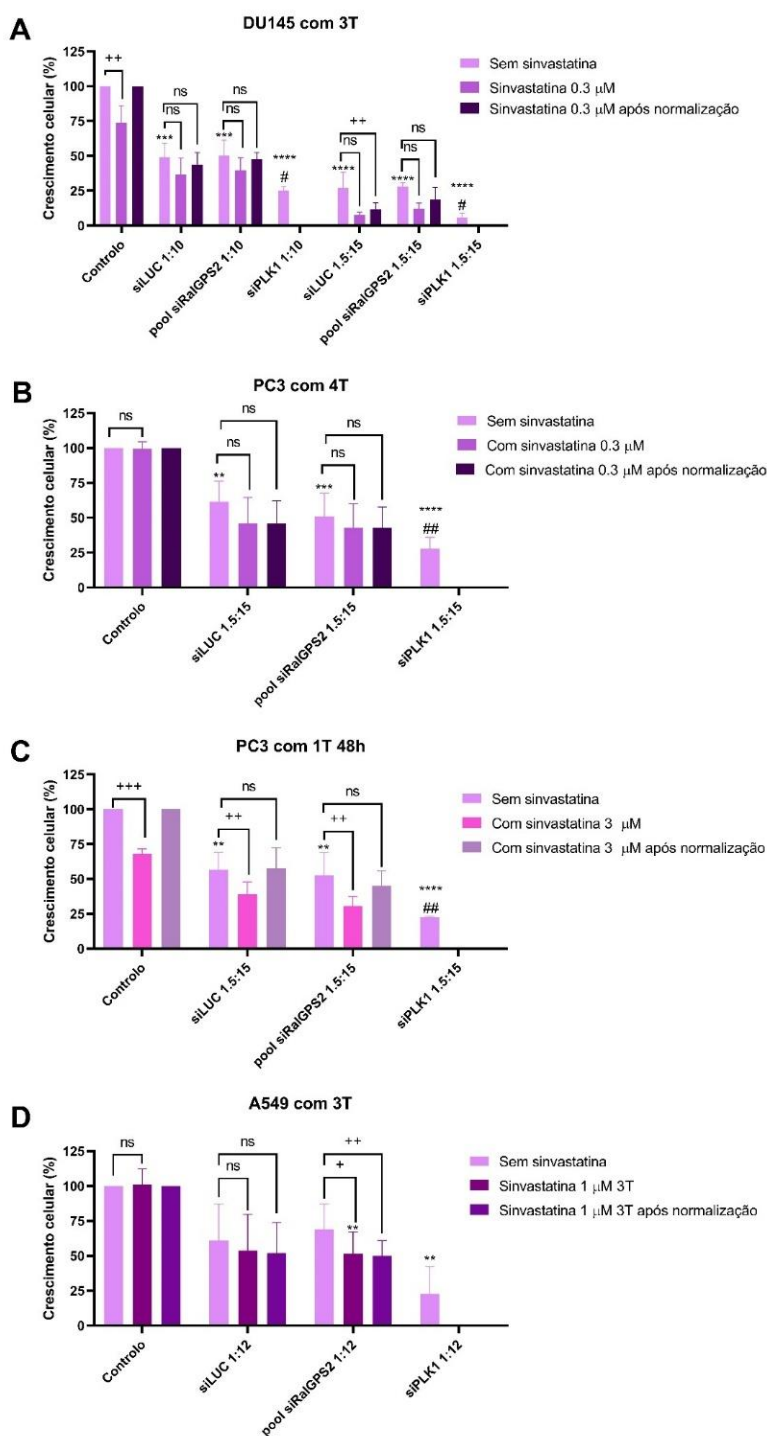 A
DU145 com 3T
Crescimento celular (%)
125
100
75
50
25
0
++
***
ns
ns
***
ns
ns
****
#
****
ns
++
****
ns
ns
****
#
Sem sinvastatina
Sinvastatina 0.3 μM
Sinvastatina 0.3 μM após normalização
Controlo
siLUC 1:10
pool siRalGPS2 1:10
siPLK1 1:10
siLUC 1.5:15
pool siRalGPS2 1.5:15
siPLK1 1.5:15
B
PC3 com 4T
Crescimento celular (%)
125
100
75
50
25
0
ns
**
ns
ns
***
ns
ns
****
##
Sem sinvastatina
Com sinvastatina 0.3 μM
Com sinvastatina 0.3 μM após normalização
Controlo
siLUC 1.5:15
pool siRalGPS2 1.5:15
siPLK1 1.5:15
C
PC3 com 1T 48h
Crescimento celular (%)
125
100
75
50
25
0
+++
**
++
ns
**
++
ns
****
##
Sem sinvastatina
Com sinvastatina 3 μM
Com sinvastatina 3 μM após normalização
Controlo
siLUC 1.5:15
pool siRalGPS2 1.5:15
siPLK1 1.5:15
D
A549 com 3T
Crescimento celular (%)
125
100
75
50
25
0
ns
ns
ns
+
++
**
**
Sem sinvastatina
Sinvastatina 1 μM 3T
Sinvastatina 1 μM 3T após normalização
Controlo
siLUC 1:12
pool siRalGPS2 1:12
siPLK1 1:12